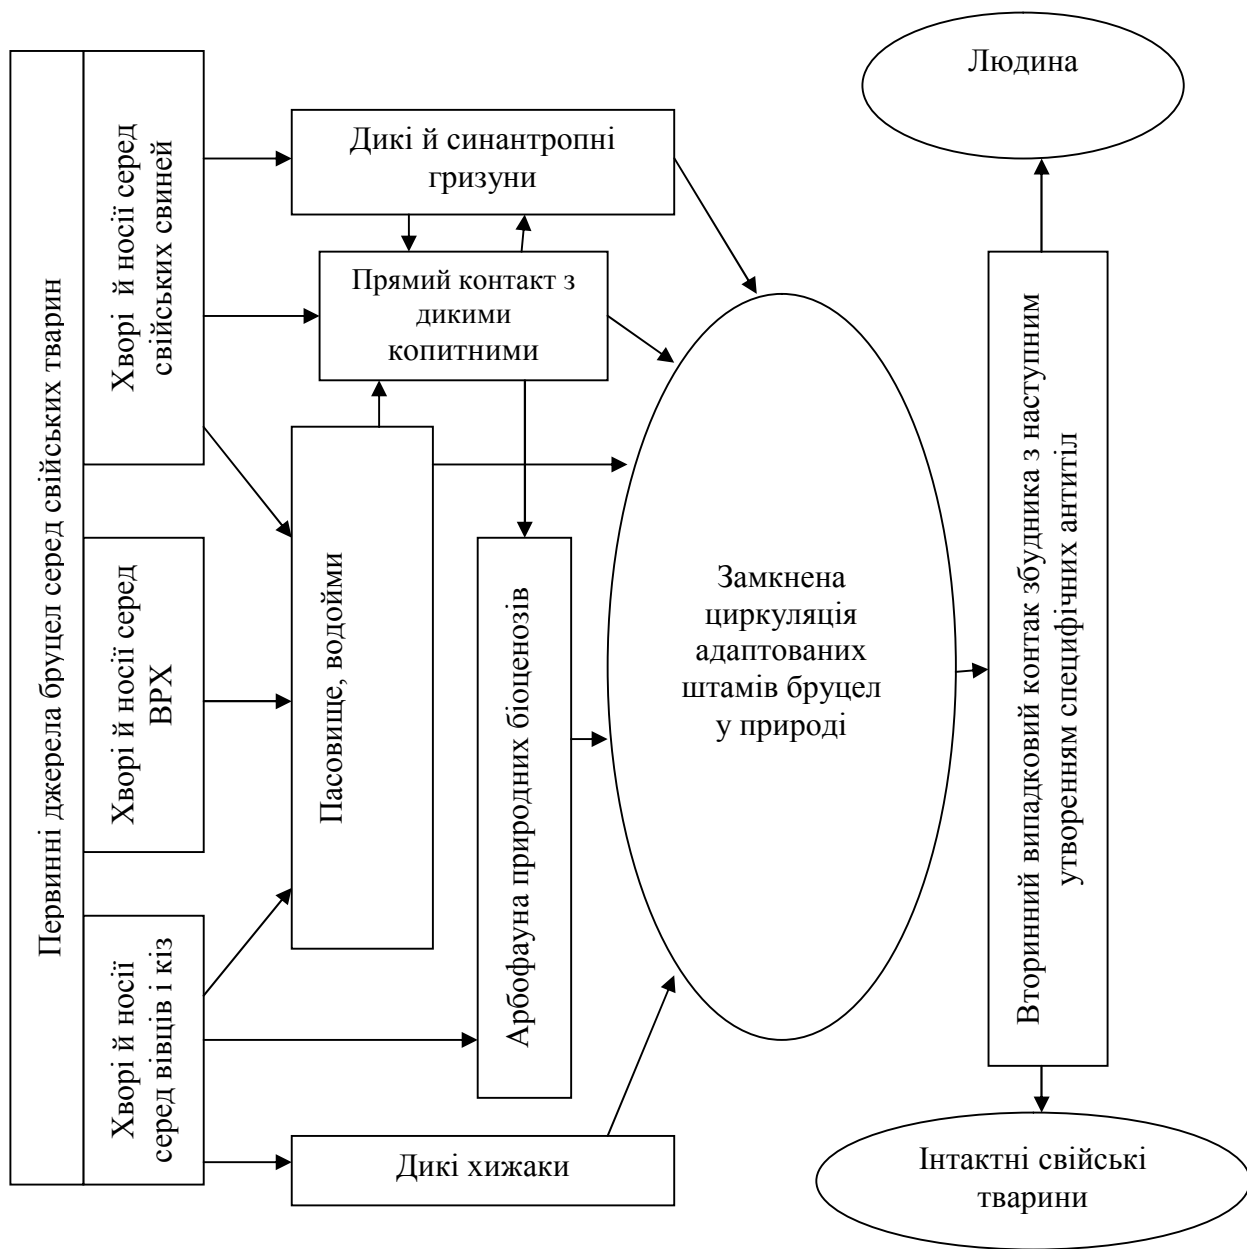 Первинні джерела бруцел серед свійських тварин
Хворі й носії серед
свійських свиней
Хворі й носії серед
ВРХ
Хворі й носії
серед вівців і кіз
Дикі й синантропні
гризуни
Прямий контакт з
дикими
копитними
Пасовище, водойми
Арбофауна природних біоценозів
Дикі хижаки
Замкнена
циркуляція
адаптованих
штамів бруцел
у природі
Вторинний випадковий контак збудника з наступним
утворенням специфічних антитіл
Людина
Інтактні свійські
тварини